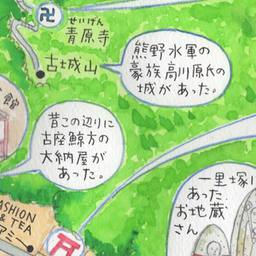 せいげん
青原寺
古城山
熊野水軍の
豪族高川原氏の
城があった。
館
昔この辺りに
古座鯨方の
大納屋が
あった。
一里塚に
あった
お地蔵
さん
FASHION
& TEA
アミー